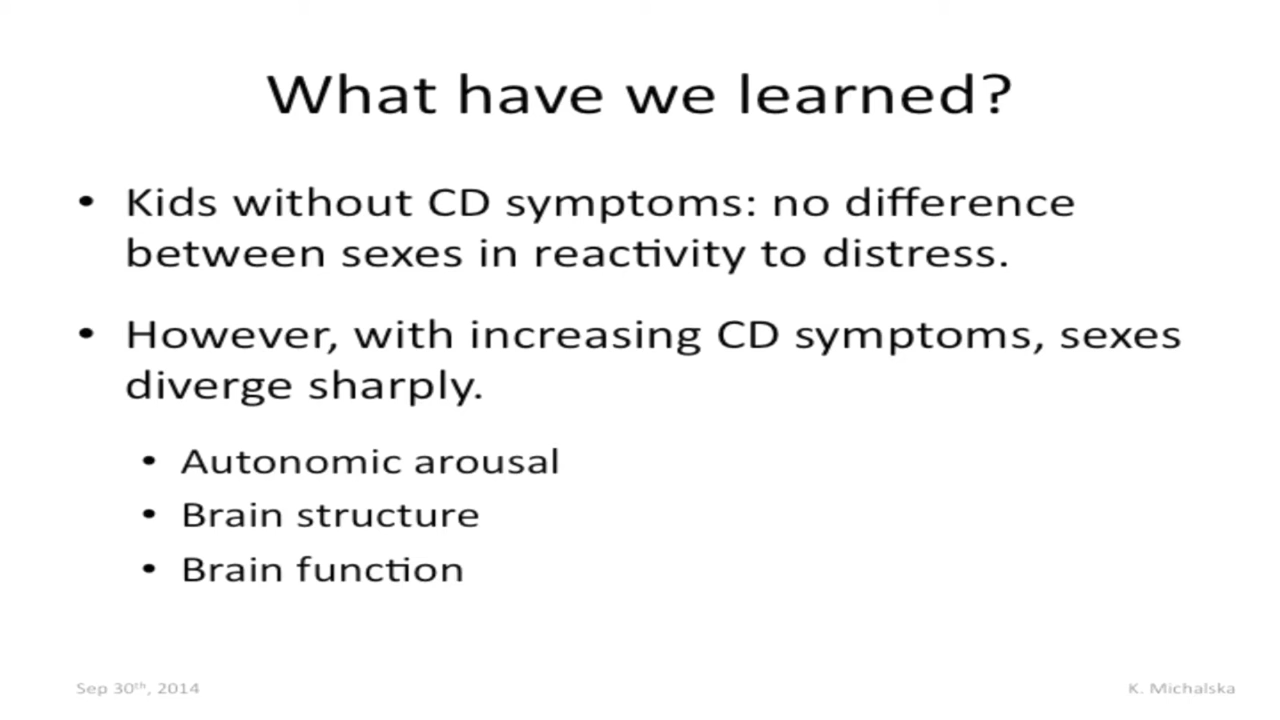 What have we learned?
• Kids without CD symptoms: no difference
between sexes in reactivity to distress.
• However, with increasing CD symptoms, sexes
diverge sharply.
• Autonomic arousal
• Brain structure
• Brain function
Sep 30th, 2014
K. Michalska